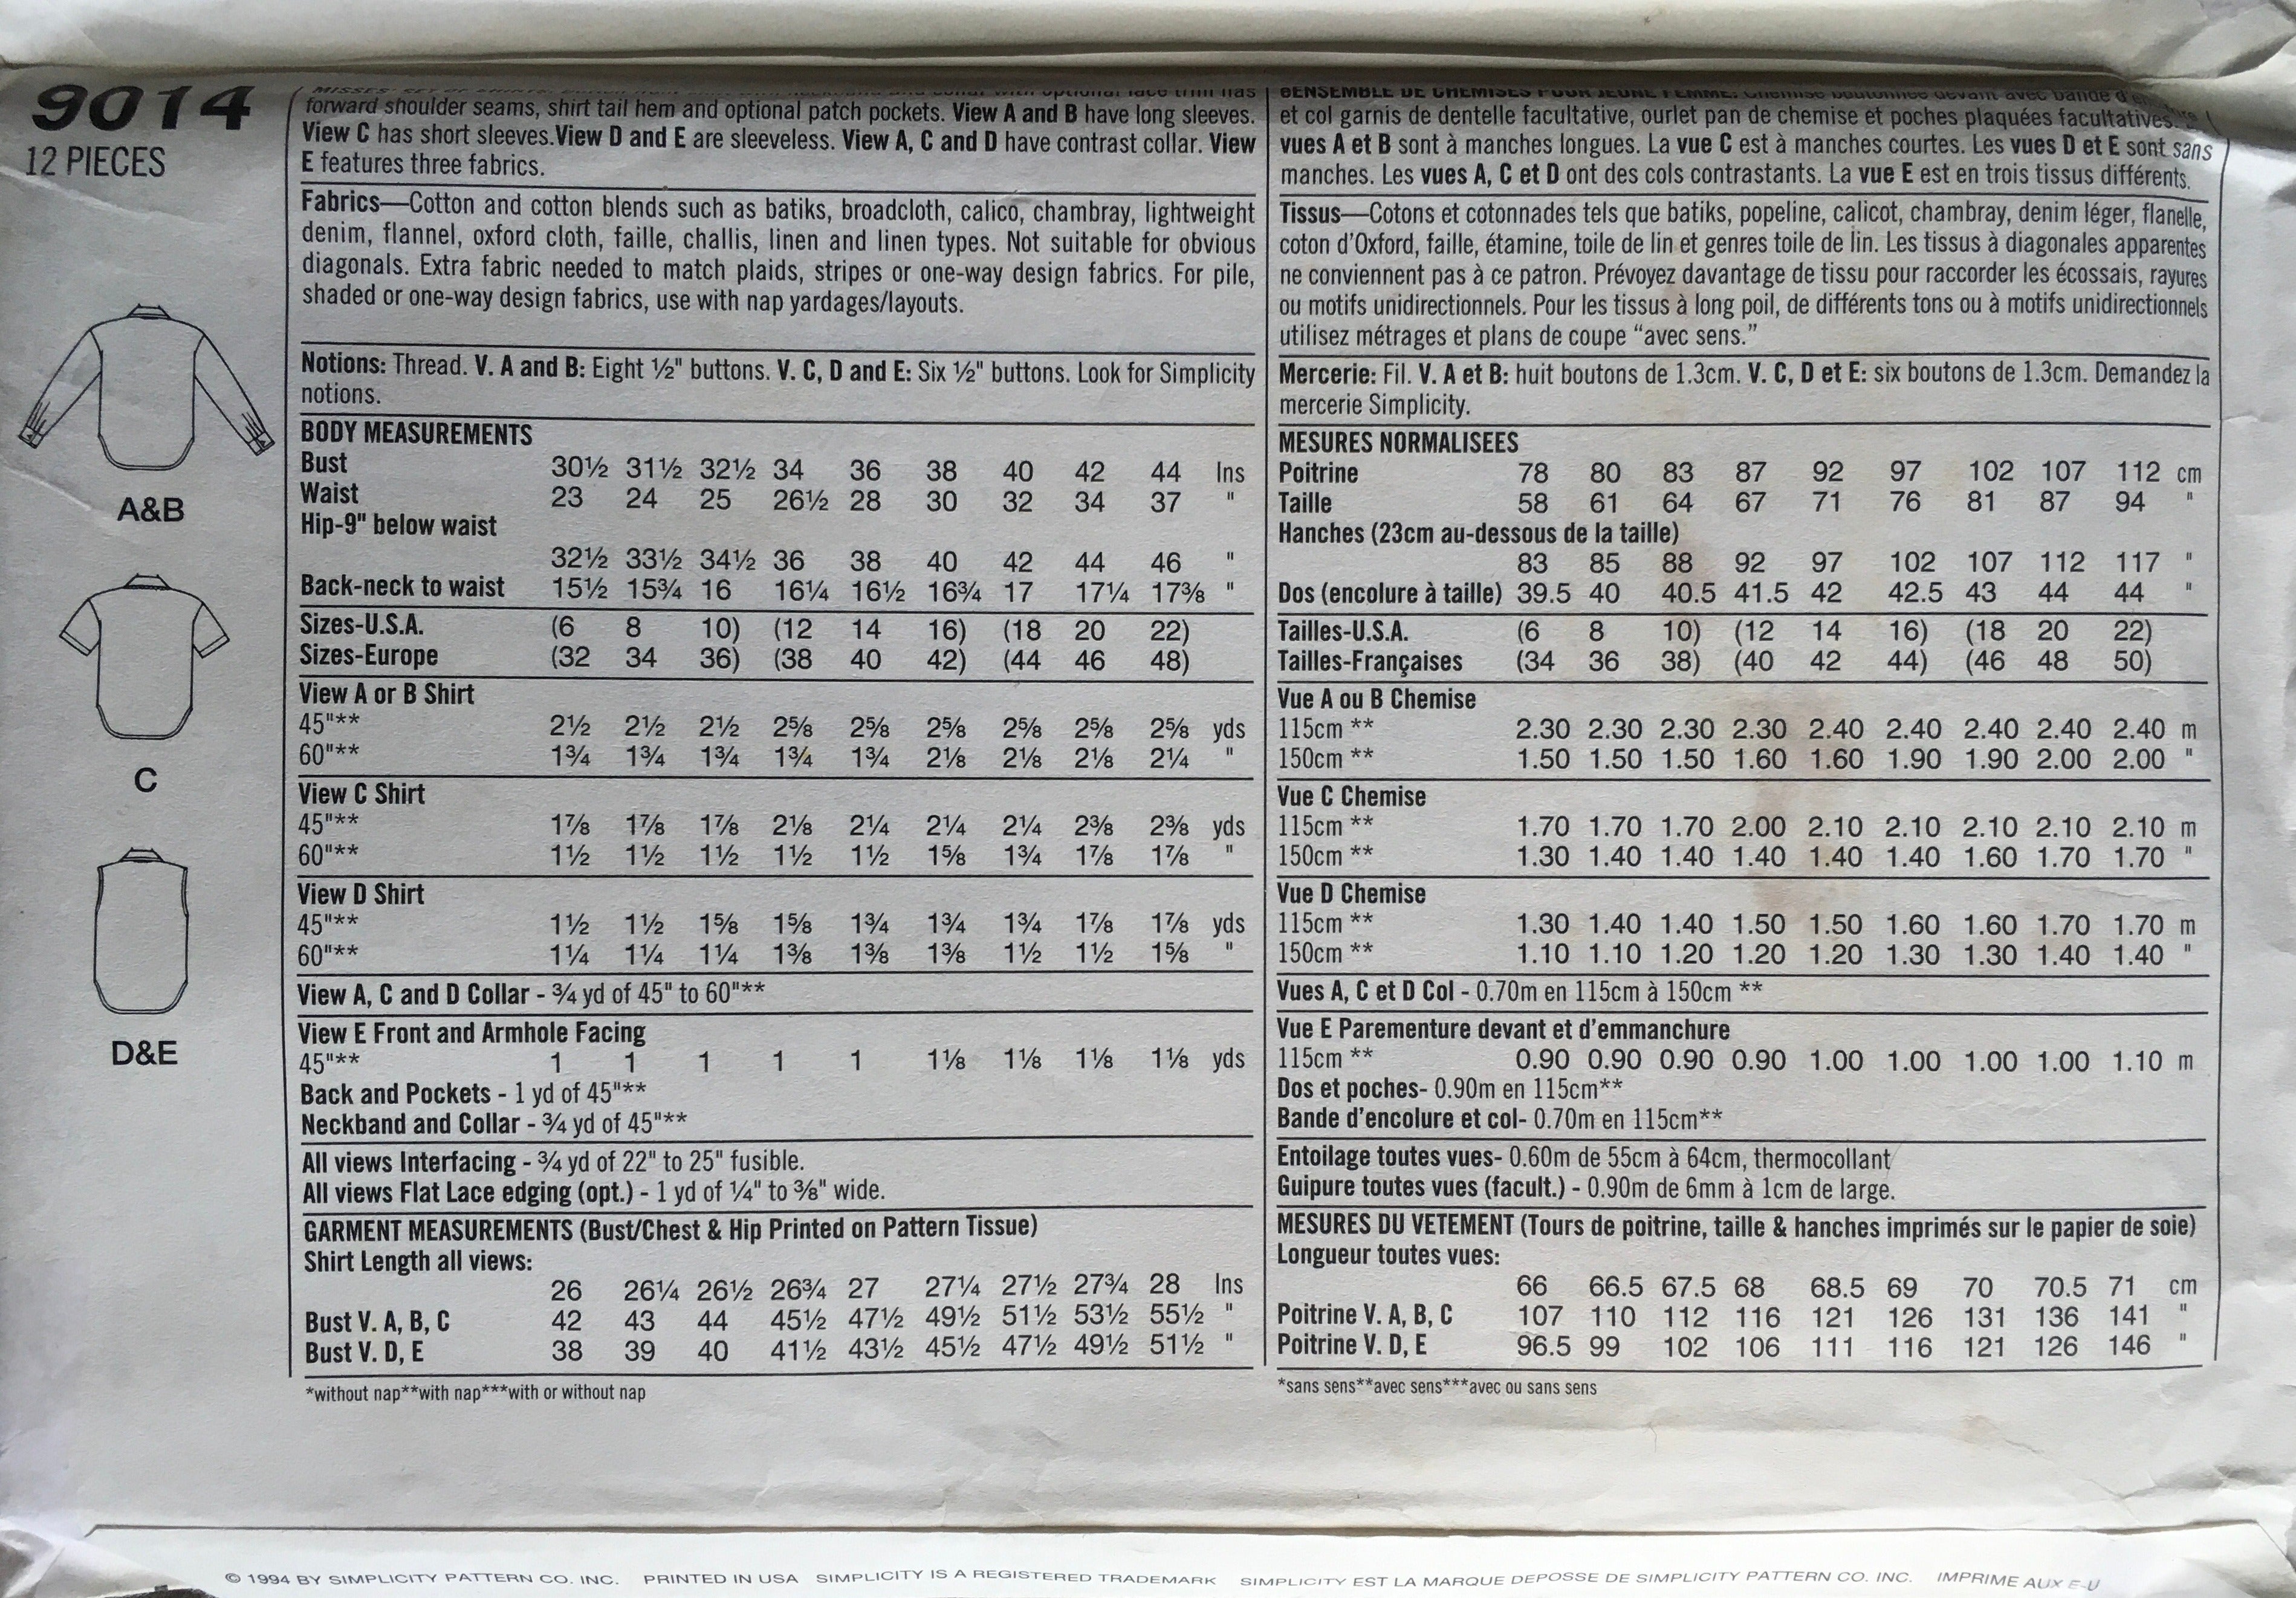 9014
12 PIECES
A&B
C
D&E
forward shoulder seams, shirt tail hem and optional patch pockets. View A and B have long sleeves.
View C has short sleeves.View D and E are sleeveless. View A, C and D have contrast collar. View
E features three fabrics.
Fabrics—Cotton and cotton blends such as batiks, broadcloth, calico, chambray, lightweight
denim, flannel, oxford cloth, faille, challis, linen and linen types. Not suitable for obvious
diagonals. Extra fabric needed to match plaids, stripes or one-way design fabrics. For pile,
shaded or one-way design fabrics, use with nap yardages/layouts.
Notions: Thread. V. A and B: Eight ½" buttons. V. C, D and E: Six ½" buttons. Look for Simplicity
notions.
BODY MEASUREMENTS
Bust 30½ 31½ 32½ 34 36 38 40 42 44 Ins
Waist 23 24 25 26½ 28 30 32 34 37 "
Hip-9" below waist
32½ 33½ 34½ 36 38 40 42 44 46 "
Back-neck to waist 15½ 15¾ 16 16¼ 16½ 16¾ 17 17¼ 17⅜ "
Sizes-U.S.A. (6 8 10) (12 14 16) (18 20 22)
Sizes-Europe (32 34 36) (38 40 42) (44 46 48)
View A or B Shirt
45"** 2½ 2½ 2½ 2⅝ 2⅝ 2⅝ 2⅝ 2⅝ 2⅝ yds
60"** 1¾ 1¾ 1¾ 1¾ 1¾ 2⅛ 2⅛ 2⅛ 2¼ "
View C Shirt
45"** 1⅞ 1⅞ 1⅞ 2⅛ 2¼ 2¼ 2¼ 2⅜ 2⅜ yds
60"** 1½ 1½ 1½ 1½ 1½ 1⅝ 1¾ 1⅞ 1⅞ "
View D Shirt
45"** 1½ 1½ 1⅝ 1⅝ 1¾ 1¾ 1¾ 1⅞ 1⅞ yds
60"** 1¼ 1¼ 1¼ 1⅜ 1⅜ 1⅜ 1½ 1½ 1⅝ "
View A, C and D Collar - ¾ yd of 45" to 60"**
View E Front and Armhole Facing
45"** 1 1 1 1 1 1⅛ 1⅛ 1⅛ 1⅛ yds
Back and Pockets - 1 yd of 45"**
Neckband and Collar - ¾ yd of 45"**
All views Interfacing - ¾ yd of 22" to 25" fusible.
All views Flat Lace edging (opt.) - 1 yd of ¼" to ⅜" wide.
GARMENT MEASUREMENTS (Bust/Chest & Hip Printed on Pattern Tissue)
Shirt Length all views:
26 26¼ 26½ 26¾ 27 27¼ 27½ 27¾ 28 Ins
Bust V. A, B, C 42 43 44 45½ 47½ 49½ 51½ 53½ 55½ "
Bust V. D, E 38 39 40 41½ 43½ 45½ 47½ 49½ 51½ "
*without nap**with nap***with or without nap
ENSEMBLE DE CHEMISES POUR JEUNE FEMME. Chemise boutonnée devant avec bande
et col garnis de dentelle facultative, ourlet pan de chemise et poches plaquées facultatives.
vues A et B sont à manches longues. La vue C est à manches courtes. Les vues D et E sont sans
manches. Les vues A, C et D ont des cols contrastants. La vue E est en trois tissus différents.
Tissus—Cotons et cotonnades tels que batiks, popeline, calicot, chambray, denim léger, flanelle,
coton d'Oxford, faille, étamine, toile de lin et genres toile de lin. Les tissus à diagonales apparentes
ne conviennent pas à ce patron. Prévoyez davantage de tissu pour raccorder les écossais, rayures
ou motifs unidirectionnels. Pour les tissus à long poil, de différents tons ou à motifs unidirectionnels
utilisez métrages et plans de coupe "avec sens."
Mercerie: Fil. V. A et B: huit boutons de 1.3cm. V. C, D et E: six boutons de 1.3cm. Demandez la
mercerie Simplicity.
MESURES NORMALISEES
Poitrine 78 80 83 87 92 97 102 107 112 cm
Taille 58 61 64 67 71 76 81 87 94 "
Hanches (23cm au-dessous de la taille)
83 85 88 92 97 102 107 112 117 "
Dos (encolure à taille) 39.5 40 40.5 41.5 42 42.5 43 44 44 "
Tailles-U.S.A. (6 8 10) (12 14 16) (18 20 22)
Tailles-Françaises (34 36 38) (40 42 44) (46 48 50)
Vue A ou B Chemise
115cm ** 2.30 2.30 2.30 2.30 2.40 2.40 2.40 2.40 2.40 m
150cm ** 1.50 1.50 1.50 1.60 1.60 1.90 1.90 2.00 2.00 "
Vue C Chemise
115cm ** 1.70 1.70 1.70 2.00 2.10 2.10 2.10 2.10 2.10 m
150cm ** 1.30 1.40 1.40 1.40 1.40 1.40 1.60 1.70 1.70 "
Vue D Chemise
115cm ** 1.30 1.40 1.40 1.50 1.50 1.60 1.60 1.70 1.70 m
150cm ** 1.10 1.10 1.20 1.20 1.20 1.30 1.30 1.40 1.40 "
Vues A, C et D Col - 0.70m en 115cm à 150cm **
Vue E Parementure devant et d'emmanchure
115cm ** 0.90 0.90 0.90 0.90 1.00 1.00 1.00 1.00 1.10 m
Dos et poches- 0.90m en 115cm**
Bande d'encolure et col- 0.70m en 115cm**
Entoilage toutes vues- 0.60m de 55cm à 64cm, thermocollant
Guipure toutes vues (facult.) - 0.90m de 6mm à 1cm de large.
MESURES DU VETEMENT (Tours de poitrine, taille & hanches imprimés sur le papier de soie)
Longueur toutes vues:
66 66.5 67.5 68 68.5 69 70 70.5 71 cm
Poitrine V. A, B, C 107 110 112 116 121 126 131 136 141 "
Poitrine V. D, E 96.5 99 102 106 111 116 121 126 146 "
*sans sens**avec sens***avec ou sans sens
© 1994 BY SIMPLICITY PATTERN CO. INC. PRINTED IN USA SIMPLICITY IS A REGISTERED TRADEMARK SIMPLICITY EST LA MARQUE DEPOSSE DE SIMPLICITY PATTERN CO. INC. IMPRIME AUX E-U